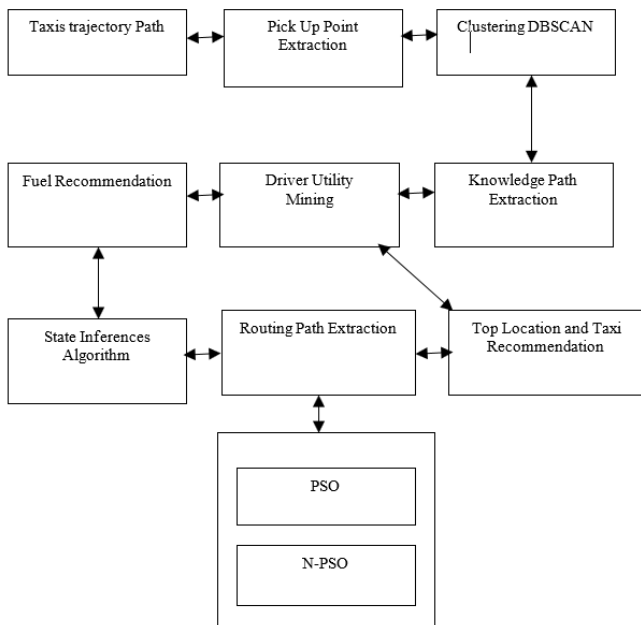 Taxis trajectory Path
Pick Up Point
Extraction
Clustering DBSCAN
Fuel Recommendation
Driver Utility
Mining
Knowledge Path
Extraction
State Inferences
Algorithm
Routing Path Extraction
Top Location and Taxi
Recommendation
PSO
N-PSO